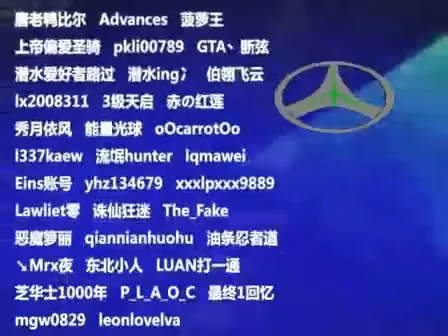 唐老鸭比尔 Advances 菠萝王
上帝偏爱圣骑 pkli00789 GTA丶断弦
潜水爱好者路过 潜水ing冫 伯翎飞云
lx2008311 3级天启 赤の红莲
秀月依风 能量光球 oOcarrotOo
l337kaew 流氓hunter lqmawei
Eins账号 yhz134679 xxxlpxxx9889
Lawliet零 诛仙狂迷 The_Fake
恶魔箩丽 qiannianhuohu 油条忍者道
↘Mrx夜 东北小人 LUAN打一通
芝华士1000年 P_L_A_O_C 最终1回忆
mgw0829 leonlovelva